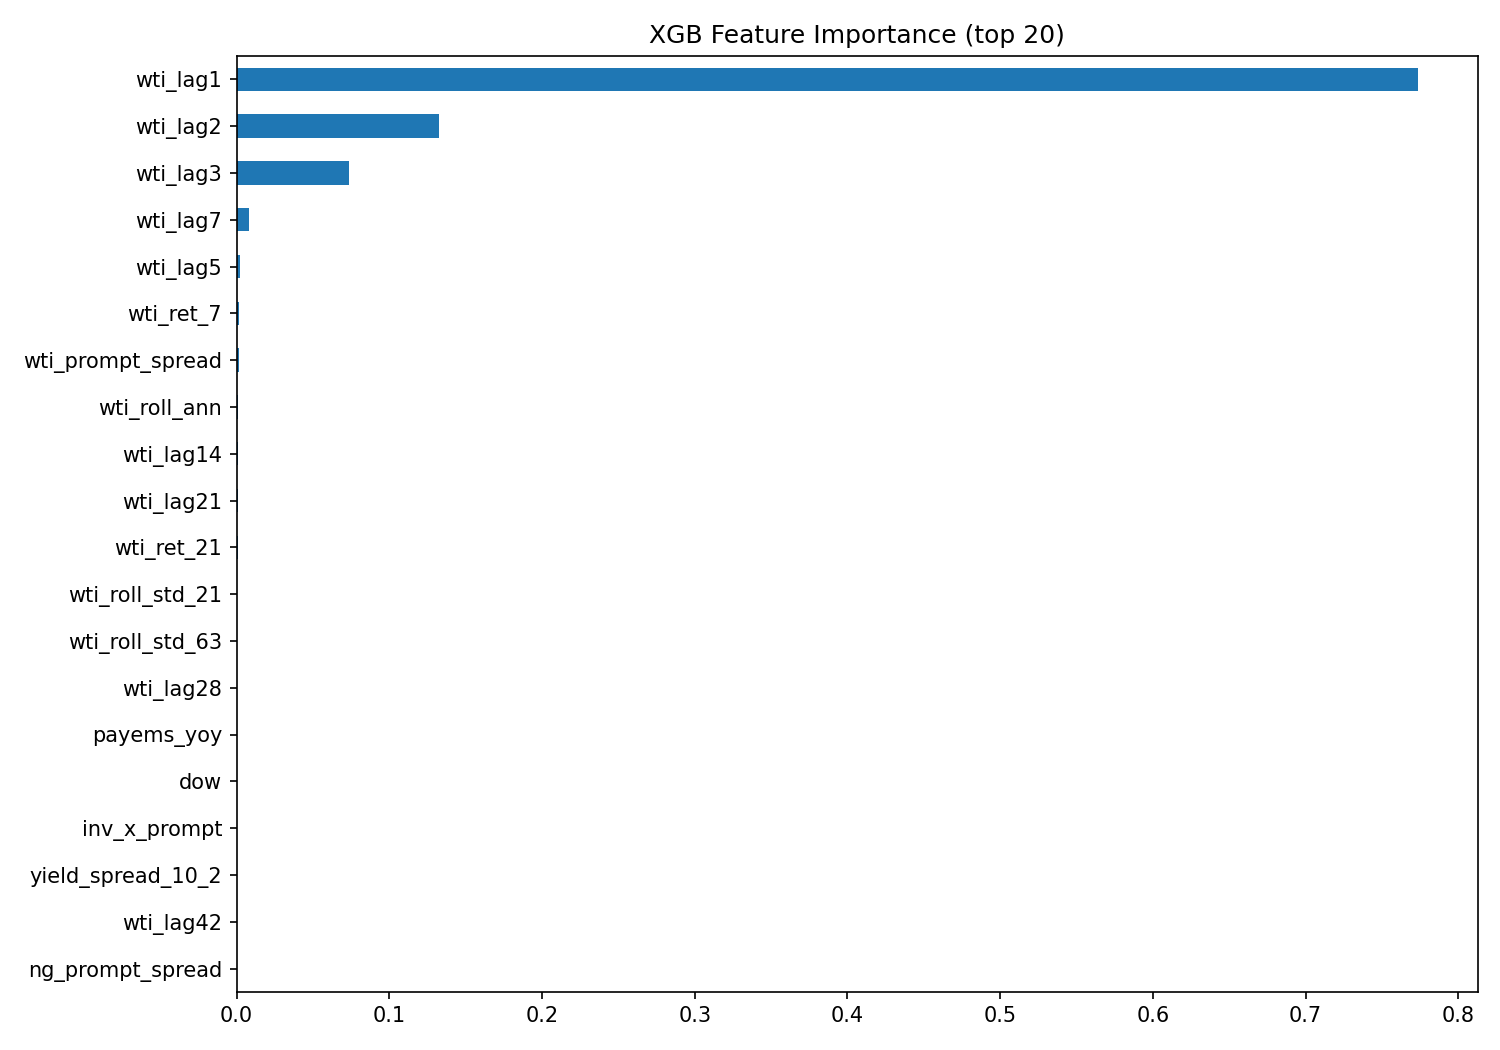 XGB Feature Importance (top 20)
wti_lag1
wti_lag2
wti_lag3
wti_lag7
wti_lag5
wti_ret_7
wti_prompt_spread
wti_roll_ann
wti_lag14
wti_lag21
wti_ret_21
wti_roll_std_21
wti_roll_std_63
wti_lag28
payems_yoy
dow
inv_x_prompt
yield_spread_10_2
wti_lag42
ng_prompt_spread
0.0 0.1 0.2 0.3 0.4 0.5 0.6 0.7 0.8